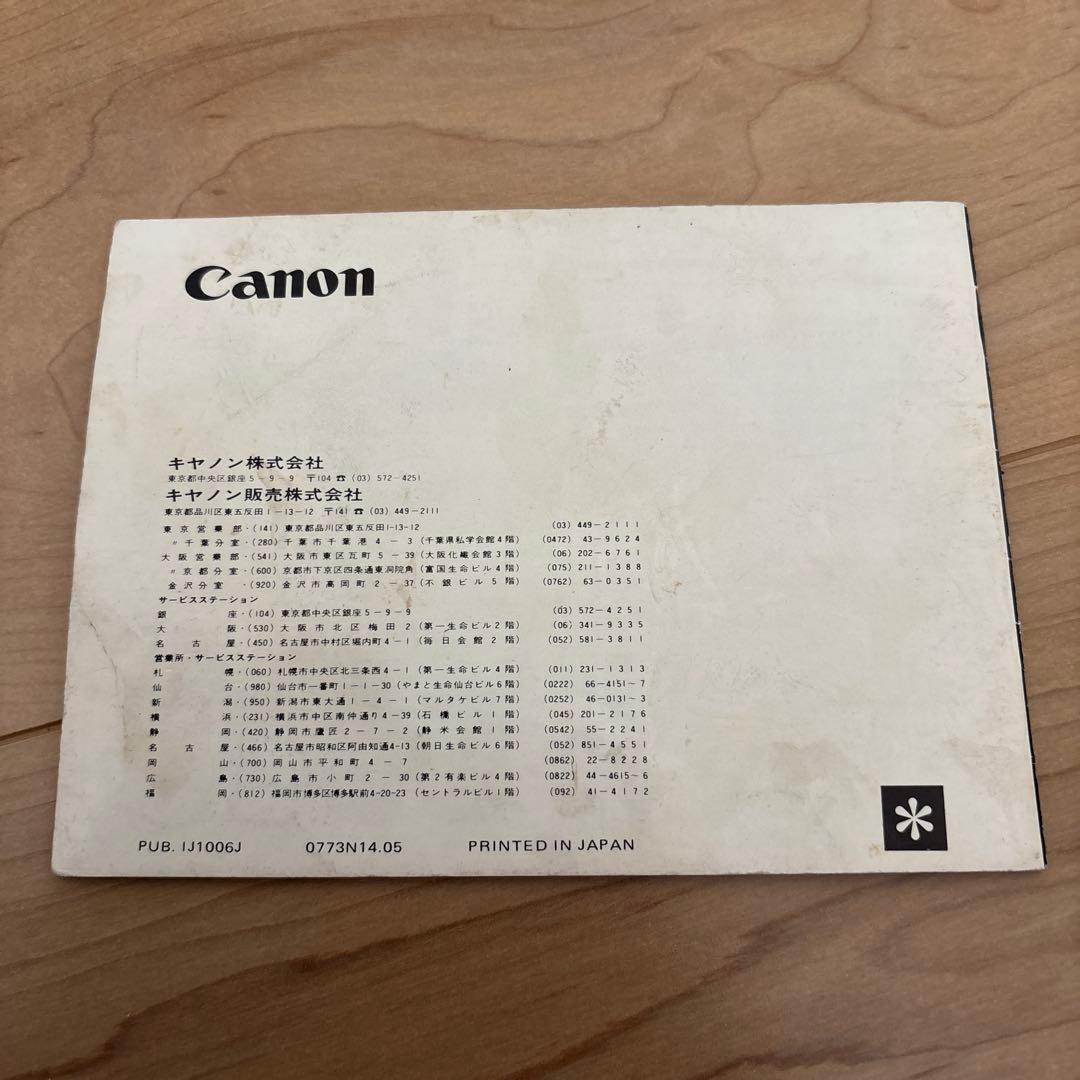 Canon
キヤノン株式会社
東京都中央区銀座5-9-9 〒104 ☎ (03) 572-4251
キヤノン販売株式会社
東京都品川区東五反田1-13-12 〒141 ☎ (03) 449-2111
東京営業部・(141) 東京都品川区東五反田1-13-12 (03) 449-2111
〃千葉分室・(280) 千葉市千葉港4-3 (千葉県私学会館4階) (0472) 43-9624
大阪営業部・(541) 大阪市東区瓦町5-39 (大阪化繊会館3階) (06) 202-6761
〃京都分室・(600) 京都市下京区四条通東洞院角 (富国生命ビル4階) (075) 211-1388
金沢分室・(920) 金沢市高岡町2-37 (不銀ビル5階) (0762) 63-0351
サービスステーション
銀座・(104) 東京都中央区銀座5-9-9 (03) 572-4251
大阪・(530) 大阪市北区梅田2 (第一生命ビル2階) (06) 341-9335
名古屋・(450) 名古屋市中村区堀内町4-1 (毎日会館2階) (052) 581-3811
営業所・サービスステーション
札幌・(060) 札幌市中央区北三条西4-1 (第一生命ビル4階) (011) 231-1313
仙台・(980) 仙台市一番町1-1-30 (やまと生命仙台ビル6階) (0222) 66-4151~7
新潟・(950) 新潟市東大通1-4-1 (マルタケビル7階) (0252) 46-0131~3
横浜・(231) 横浜市中区南仲通り4-39 (石橋ビル1階) (045) 201-2176
静岡・(420) 静岡市鷹匠2-7-2 (静米会館1階) (0542) 55-2241
名古屋・(466) 名古屋市昭和区阿由知通4-13 (朝日生命ビル6階) (052) 851-4551
岡山・(700) 岡山市平和町4-7 (0862) 22-8228
広島・(730) 広島市小町2-30 (第2有楽ビル4階) (0822) 44-4615~6
福岡・(812) 福岡市博多区博多駅前4-20-23 (セントラルビル1階) (092) 41-4172
PUB. IJ1006J 0773N14.05 PRINTED IN JAPAN